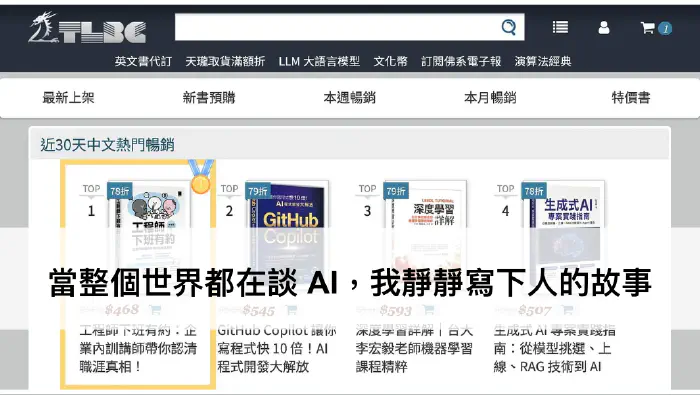 TLBG
1
英文書代訂 天瓏取貨滿額折 LLM 大語言模型 文化幣 訂閱佛系電子報 演算法經典
最新上架 新書預購 本週暢銷 本月暢銷 特價書
近30天中文熱門暢銷
TOP 1 78折
TOP 2 79折
TOP 3 79折
TOP 4 78折
工程師
下班有約
AI
GitHub
Copilot
深度學習
詳解
生成式AI
專案實踐指南
當整個世界都在談 AI，我靜靜寫下人的故事
$468 $545 $593 $507
工程師下班有約：企
業內訓講師帶你認清
職涯真相！
GitHub Copilot 讓你
寫程式快 10 倍！AI
程式開發大解放
深度學習詳解｜台大
李宏毅老師機器學習
課程精粹
生成式 AI 專案實踐指
南：從模型挑選、上
線、RAG 技術到 AI